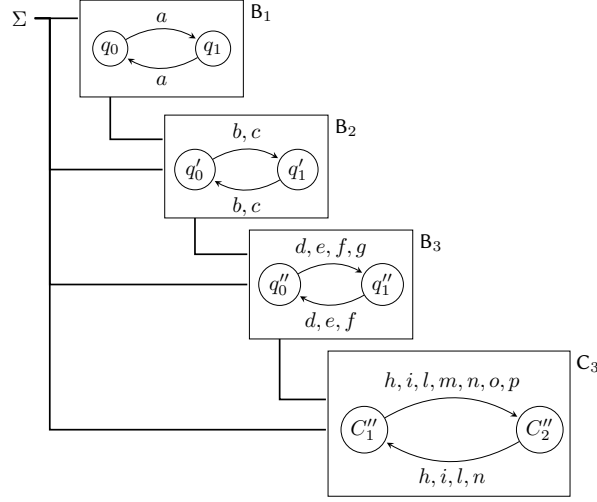 Σ
B₁
a
q₀ q₁
a
B₂
b, c
q′₀ q′₁
b, c
B₃
d, e, f, g
q″₀ q″₁
d, e, f
C₃
h, i, l, m, n, o, p
C″₁ C″₂
h, i, l, n